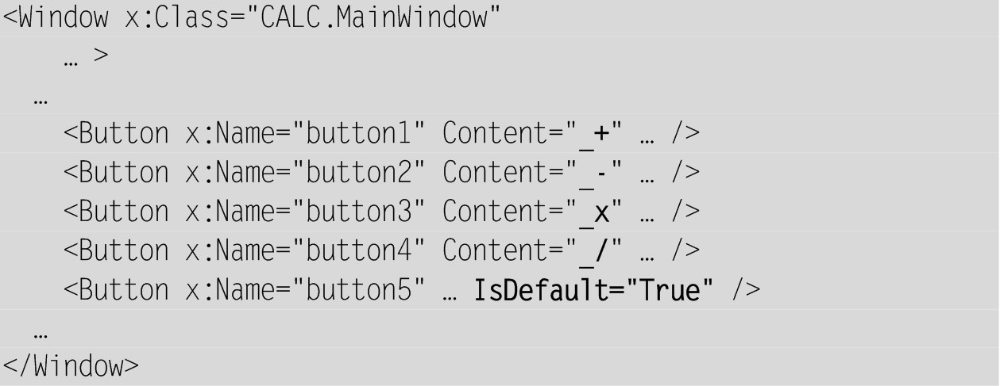 <Window x:Class="CALC.MainWindow"
… >
…
<Button x:Name="button1" Content="_+" … />
<Button x:Name="button2" Content="_-" … />
<Button x:Name="button3" Content="_x" … />
<Button x:Name="button4" Content="_/" … />
<Button x:Name="button5" … IsDefault="True" />
…
</Window>